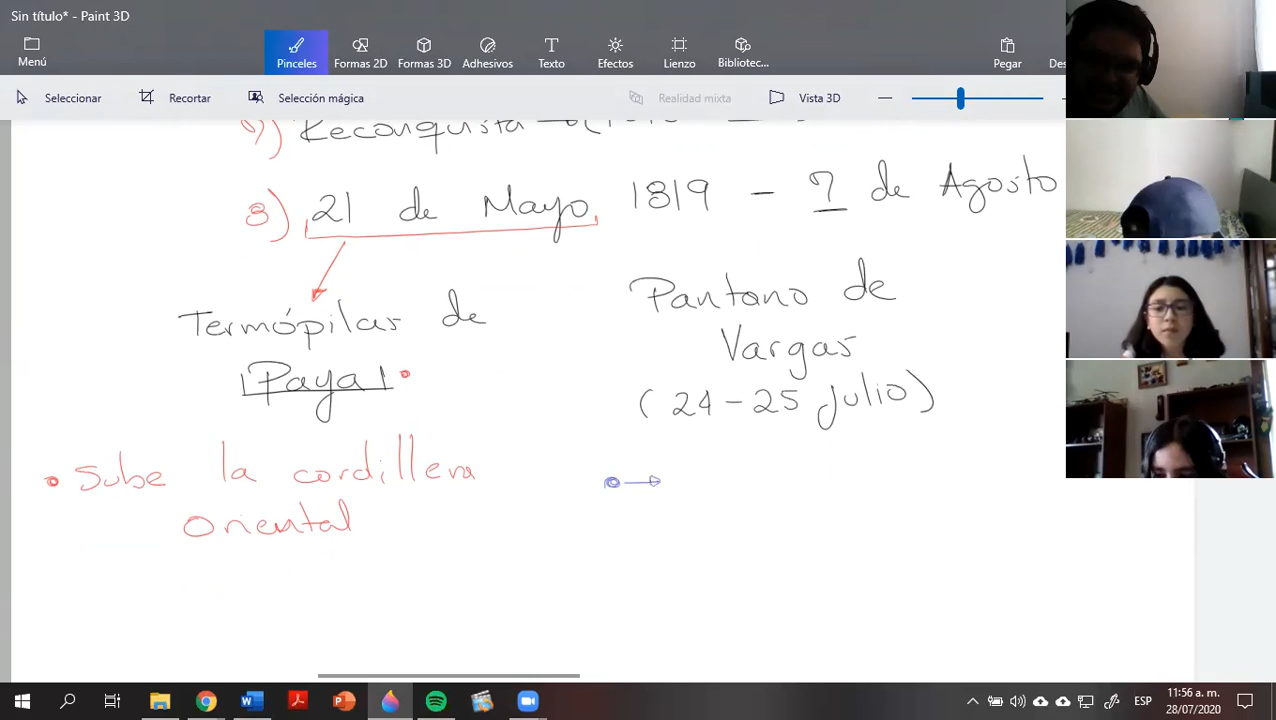 Sin título* - Paint 3D
Menú
Pinceles
Formas 2D
Formas 3D
Adhesivos
Texto
Efectos
Lienzo
Bibliotec...
Pegar
Seleccionar
Recortar
Selección mágica
Realidad mixta
Vista 3D
Reconquista
3) 21 de Mayo 1819 - 7 de Agosto
Termópilas de
Paya
Pantano de
Vargas
(24-25 julio)
Sube la cordillera
Oriental
ESP
11:56 a. m.
28/07/2020